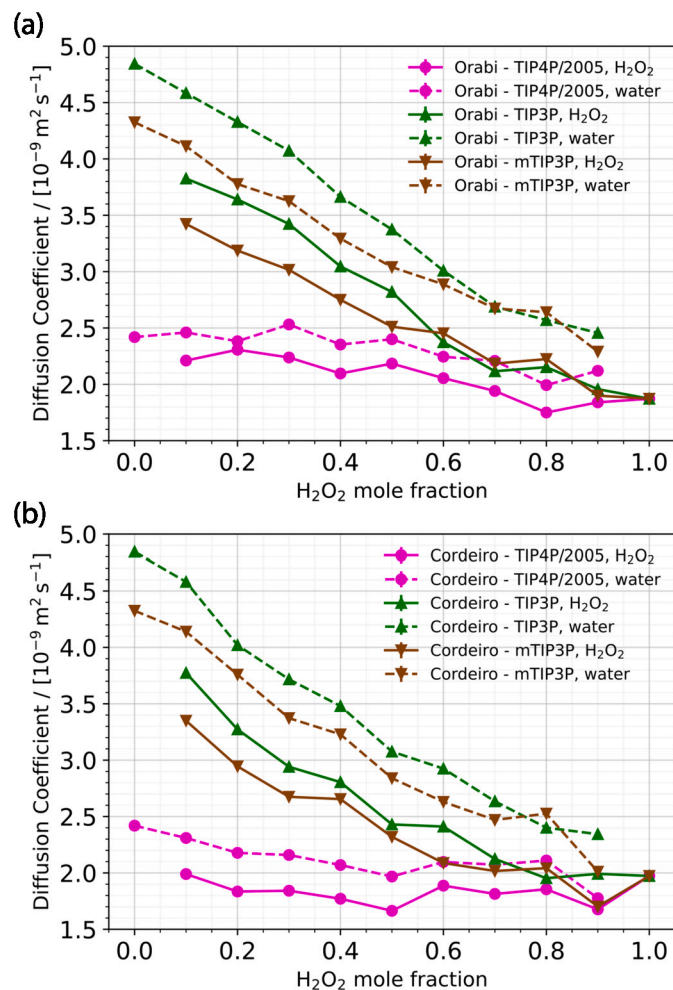 (a)
5.0
4.5
4.0
3.5
3.0
2.5
2.0
1.5
Diffusion Coefficient / [10⁻⁹ m² s⁻¹]
Orabi - TIP4P/2005, H₂O₂
Orabi - TIP4P/2005, water
Orabi - TIP3P, H₂O₂
Orabi - TIP3P, water
Orabi - mTIP3P, H₂O₂
Orabi - mTIP3P, water
0.0 0.2 0.4 0.6 0.8 1.0
H₂O₂ mole fraction
(b)
5.0
4.5
4.0
3.5
3.0
2.5
2.0
1.5
Diffusion Coefficient / [10⁻⁹ m² s⁻¹]
Cordeiro - TIP4P/2005, H₂O₂
Cordeiro - TIP4P/2005, water
Cordeiro - TIP3P, H₂O₂
Cordeiro - TIP3P, water
Cordeiro - mTIP3P, H₂O₂
Cordeiro - mTIP3P, water
0.0 0.2 0.4 0.6 0.8 1.0
H₂O₂ mole fraction